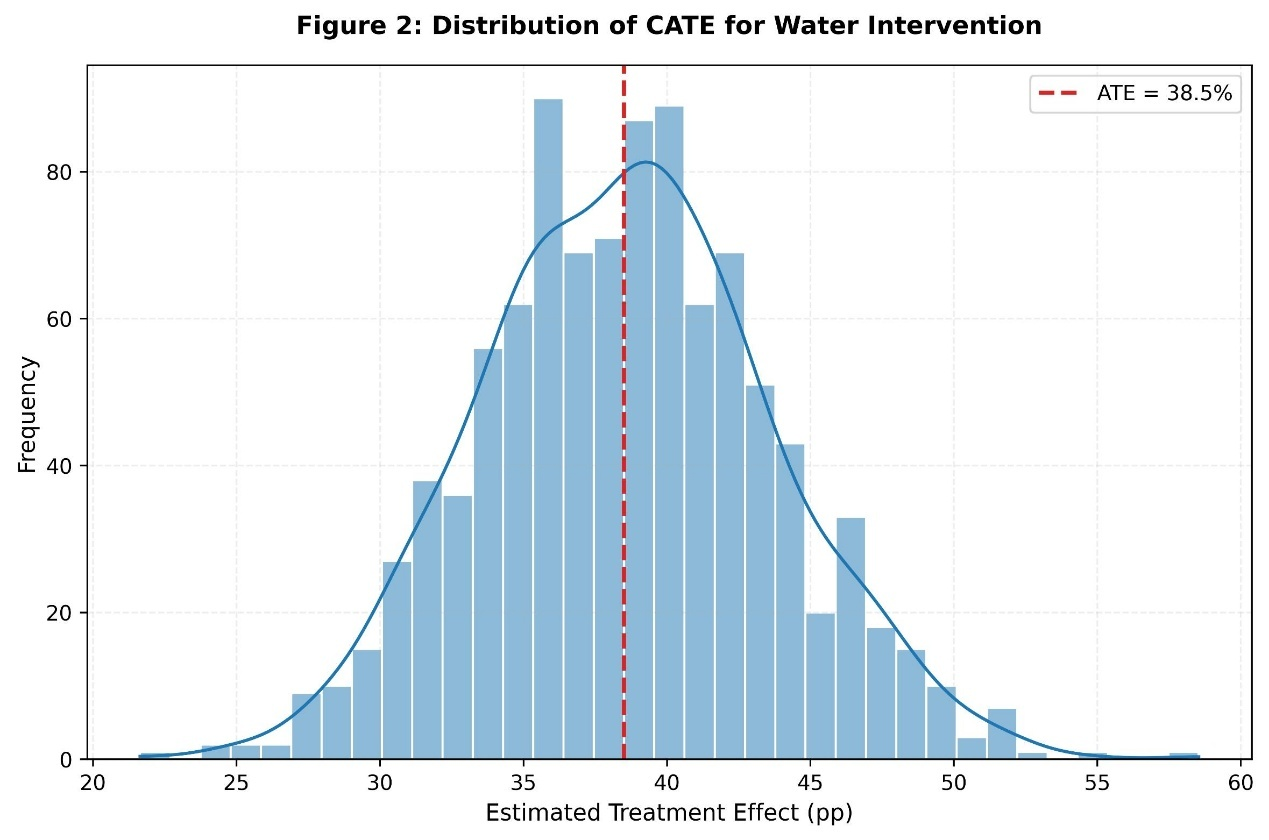 Figure 2: Distribution of CATE for Water Intervention
ATE = 38.5%
Frequency
80
60
40
20
0
20 25 30 35 40 45 50 55 60
Estimated Treatment Effect (pp)